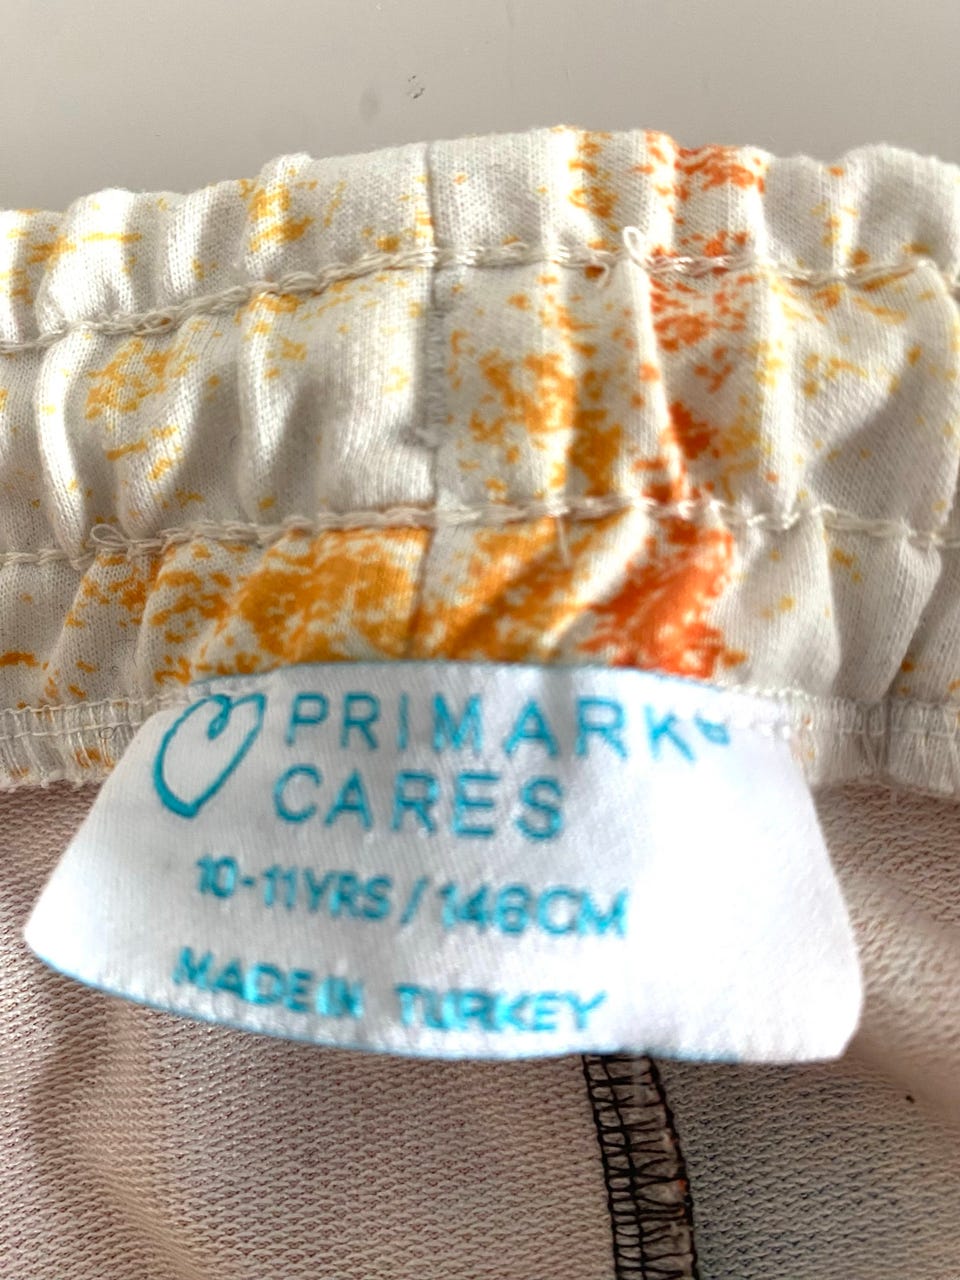 PRIMARK®
CARES
10-11YRS / 146CM
MADE IN TURKEY